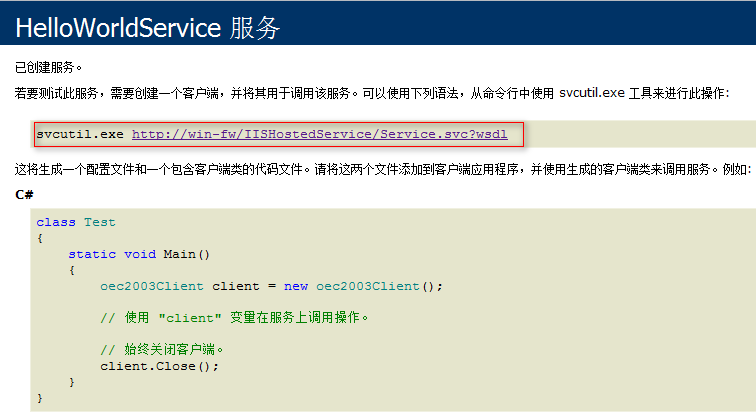 HelloWorldService 服务
已创建服务。
若要测试此服务，需要创建一个客户端，并将其用于调用该服务。可以使用下列语法，从命令行中使用 svcutil.exe 工具来进行此操作:
svcutil.exe http://win-fw/IISHostedService/Service.svc?wsdl
这将生成一个配置文件和一个包含客户端类的代码文件。请将这两个文件添加到客户端应用程序，并使用生成的客户端类来调用服务。例如:
C#
class Test
{
static void Main()
{
oec2003Client client = new oec2003Client();
// 使用 "client" 变量在服务上调用操作。
// 始终关闭客户端。
client.Close();
}
}